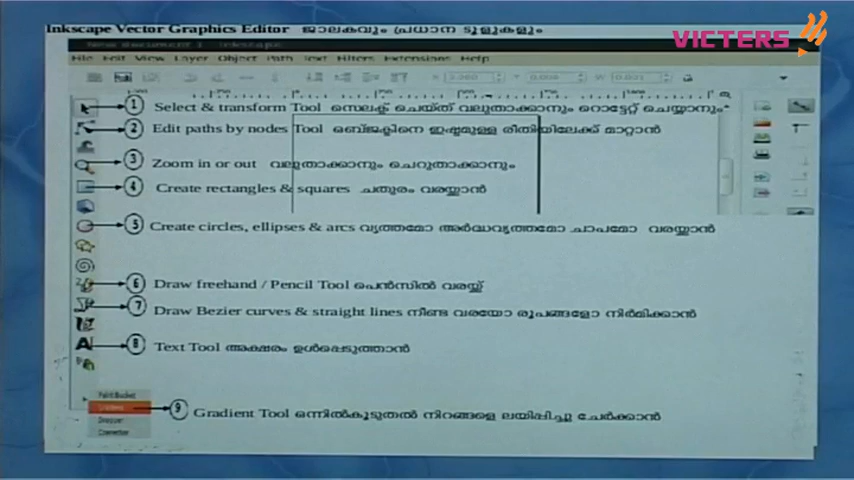 Inkscape Vector Graphics Editor ജാലകവും പ്രധാന ടൂളുകളും
VICTERS
File Edit View Layer Object Path Text Filters Extensions Help
1 Select & transform Tool സെലക്ട് ചെയ്ത് വലുതാക്കാനും റൊട്ടേറ്റ് ചെയ്യാനും
2 Edit paths by nodes Tool ഒബ്ജക്ടിനെ ഇഷ്ടമുള്ള രീതിയിലേക്ക് മാറ്റാൻ
3 Zoom in or out വലുതാക്കാനും ചെറുതാക്കാനും
4 Create rectangles & squares ചതുരം വരയ്ക്കാൻ
5 Create circles, ellipses & arcs വൃത്തമോ അർദ്ധവൃത്തമോ ചാപമോ വരയ്ക്കാൻ
6 Draw freehand / Pencil Tool പെൻസിൽ വരയ്ക്ക്
7 Draw Bezier curves & straight lines നീണ്ട വരയോ രൂപങ്ങളോ നിർമിക്കാൻ
8 Text Tool അക്ഷരം ഉൾപ്പെടുത്താൻ
Paint Bucket
Gradient
Dropper
Connector
9 Gradient Tool ഒന്നിൽകൂടുതൽ നിറങ്ങളെ ലയിപ്പിച്ചു ചേർക്കാൻ